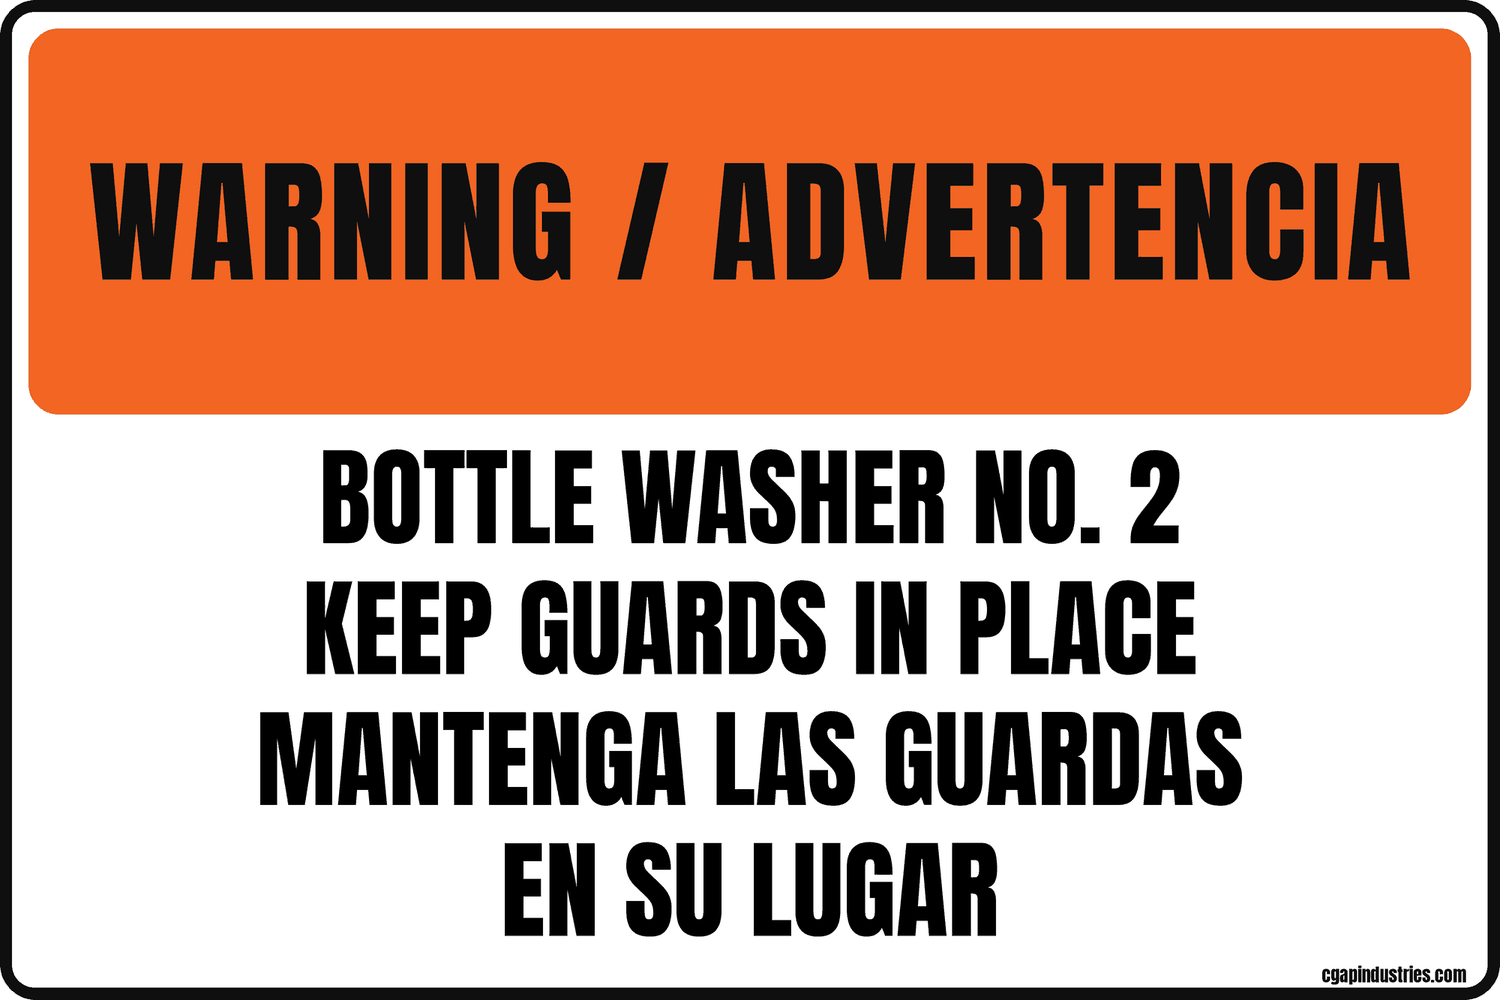 WARNING / ADVERTENCIA
BOTTLE WASHER NO. 2
KEEP GUARDS IN PLACE
MANTENGA LAS GUARDAS
EN SU LUGAR
cgapindustries.com